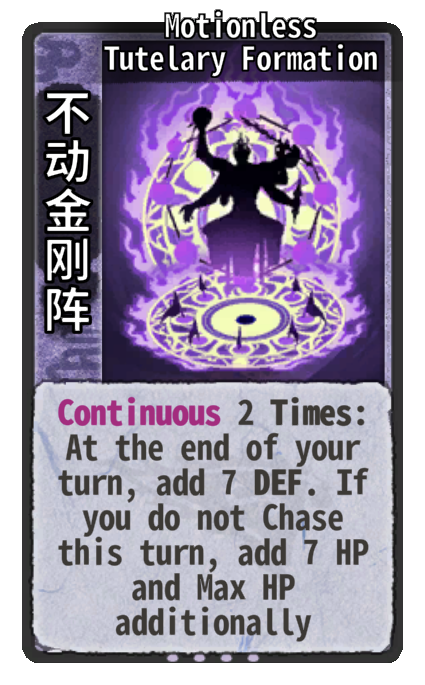 Motionless
Tutelary Formation
不动金刚阵
Continuous 2 Times:
At the end of your
turn, add 7 DEF. If
you do not Chase
this turn, add 7 HP
and Max HP
additionally